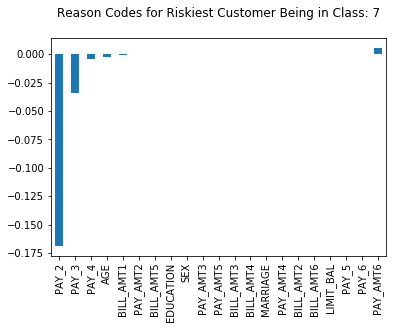 Reason Codes for Riskiest Customer Being in Class: 7
0.000
−0.025
−0.050
−0.075
−0.100
−0.125
−0.150
−0.175
PAY_2
PAY_3
PAY_4
AGE
BILL_AMT1
PAY_AMT2
BILL_AMT5
EDUCATION
SEX
PAY_AMT3
PAY_AMT5
BILL_AMT3
BILL_AMT4
MARRIAGE
PAY_AMT4
BILL_AMT2
BILL_AMT6
LIMIT_BAL
PAY_5
PAY_6
PAY_AMT6